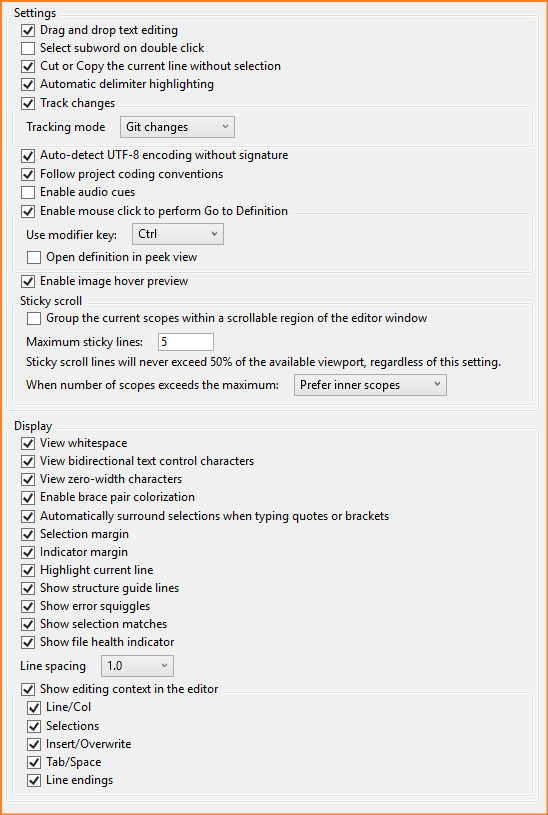 Settings
Drag and drop text editing
Select subword on double click
Cut or Copy the current line without selection
Automatic delimiter highlighting
Track changes
Tracking mode Git changes
Auto-detect UTF-8 encoding without signature
Follow project coding conventions
Enable audio cues
Enable mouse click to perform Go to Definition
Use modifier key: Ctrl
Open definition in peek view
Enable image hover preview
Sticky scroll
Group the current scopes within a scrollable region of the editor window
Maximum sticky lines: 5
Sticky scroll lines will never exceed 50% of the available viewport, regardless of this setting.
When number of scopes exceeds the maximum: Prefer inner scopes
Display
View whitespace
View bidirectional text control characters
View zero-width characters
Enable brace pair colorization
Automatically surround selections when typing quotes or brackets
Selection margin
Indicator margin
Highlight current line
Show structure guide lines
Show error squiggles
Show selection matches
Show file health indicator
Line spacing 1.0
Show editing context in the editor
Line/Col
Selections
Insert/Overwrite
Tab/Space
Line endings